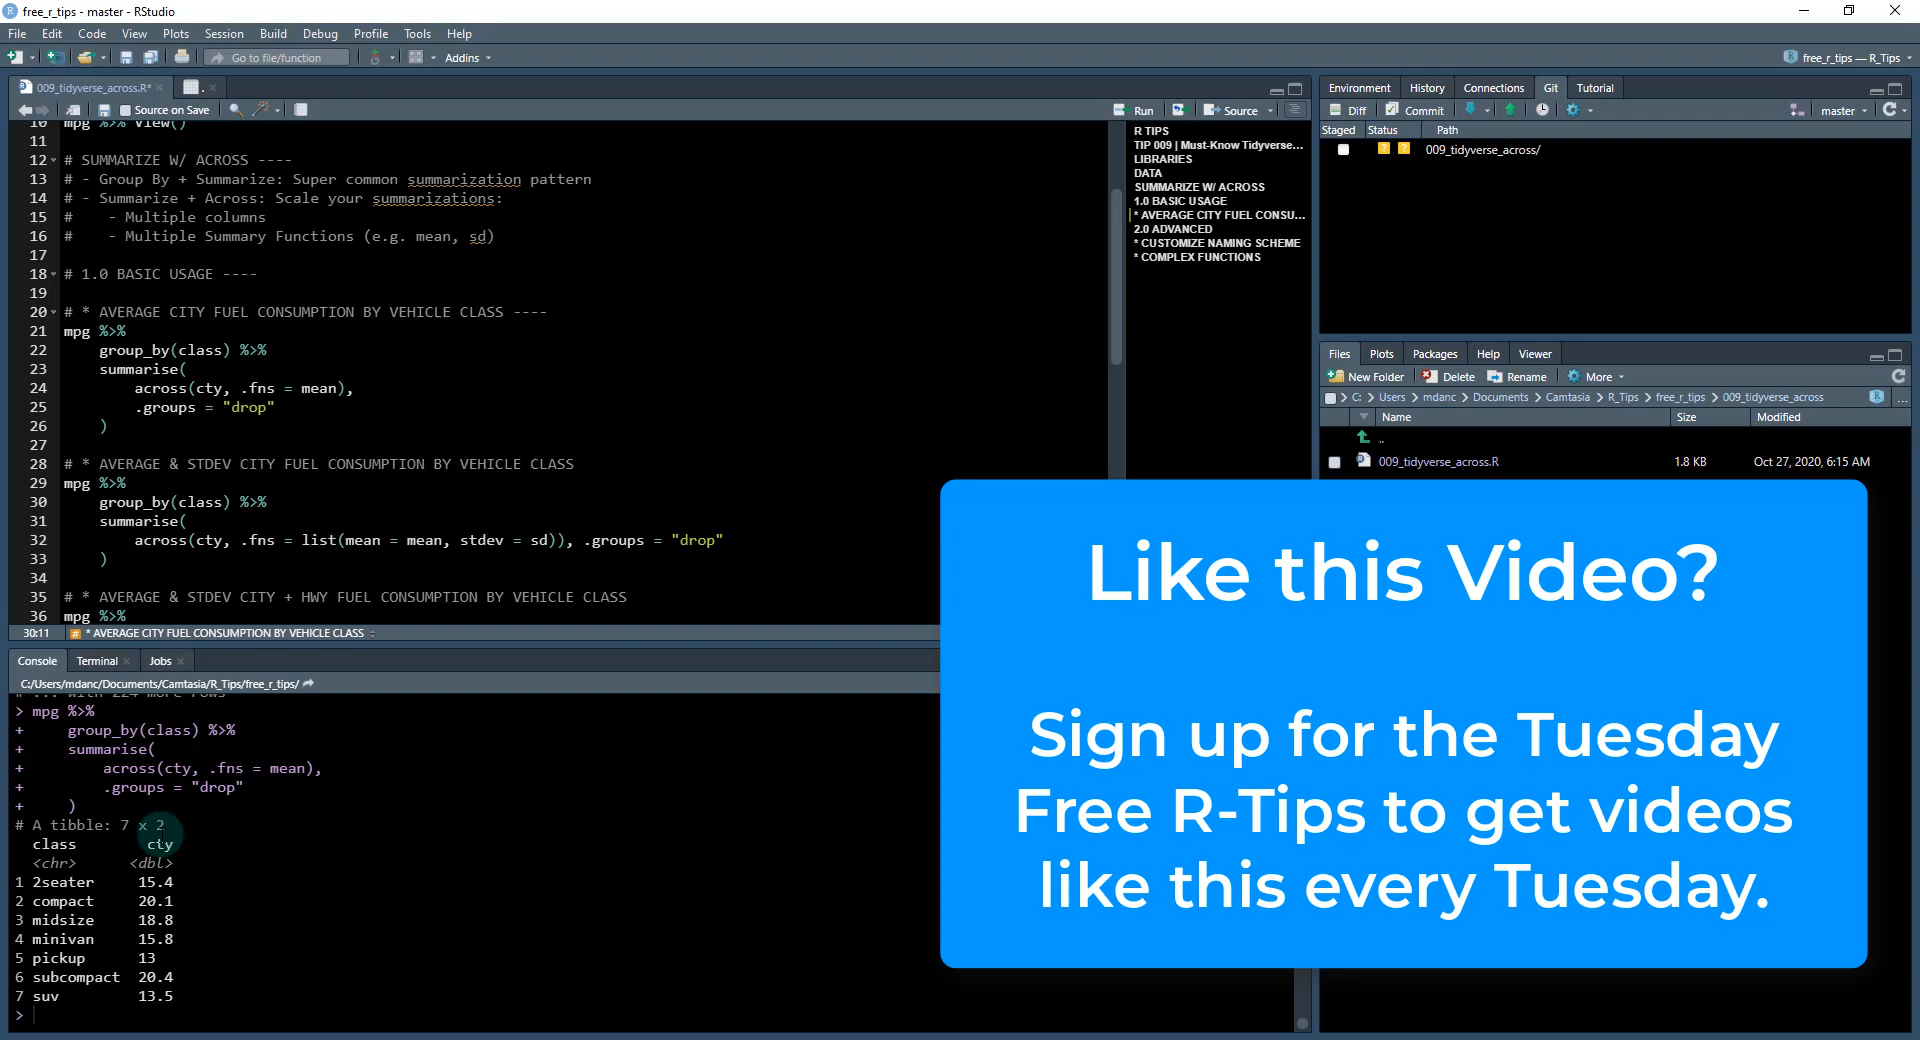 free_r_tips - master - RStudio
File Edit Code View Plots Session Build Debug Profile Tools Help
Go to file/function Addins
free_r_tips — R_Tips
009_tidyverse_across.R* .
Source on Save Run Source
10 mpg %>% View()
11
12 # SUMMARIZE W/ ACROSS ----
13 # - Group By + Summarize: Super common summarization pattern
14 # - Summarize + Across: Scale your summarizations:
15 #    - Multiple columns
16 #    - Multiple Summary Functions (e.g. mean, sd)
17
18 # 1.0 BASIC USAGE ----
19
20 # * AVERAGE CITY FUEL CONSUMPTION BY VEHICLE CLASS ----
21 mpg %>%
22     group_by(class) %>%
23     summarise(
24         across(cty, .fns = mean),
25         .groups = "drop"
26     )
27
28 # * AVERAGE & STDEV CITY FUEL CONSUMPTION BY VEHICLE CLASS
29 mpg %>%
30     group_by(class) %>%
31     summarise(
32         across(cty, .fns = list(mean = mean, stdev = sd)), .groups = "drop"
33     )
34
35 # * AVERAGE & STDEV CITY + HWY FUEL CONSUMPTION BY VEHICLE CLASS
36 mpg %>%
30:11 # * AVERAGE CITY FUEL CONSUMPTION BY VEHICLE CLASS
R TIPS
TIP 009 | Must-Know Tidyverse...
LIBRARIES
DATA
SUMMARIZE W/ ACROSS
1.0 BASIC USAGE
* AVERAGE CITY FUEL CONSU...
2.0 ADVANCED
* CUSTOMIZE NAMING SCHEME
* COMPLEX FUNCTIONS
Console Terminal Jobs
C:/Users/mdanc/Documents/Camtasia/R_Tips/free_r_tips/
# ... with 224 more rows
> mpg %>%
+     group_by(class) %>%
+     summarise(
+         across(cty, .fns = mean),
+         .groups = "drop"
+     )
# A tibble: 7 x 2
class cty
<chr> <dbl>
1 2seater 15.4
2 compact 20.1
3 midsize 18.8
4 minivan 15.8
5 pickup 13
6 subcompact 20.4
7 suv 13.5
>
Environment History Connections Git Tutorial
Diff Commit master
Staged Status Path
? ? 009_tidyverse_across/
Files Plots Packages Help Viewer
New Folder Delete Rename More
C: > Users > mdanc > Documents > Camtasia > R_Tips > free_r_tips > 009_tidyverse_across ...
Name Size Modified
..
009_tidyverse_across.R 1.8 KB Oct 27, 2020, 6:15 AM
Like this Video?
Sign up for the Tuesday
Free R-Tips to get videos
like this every Tuesday.